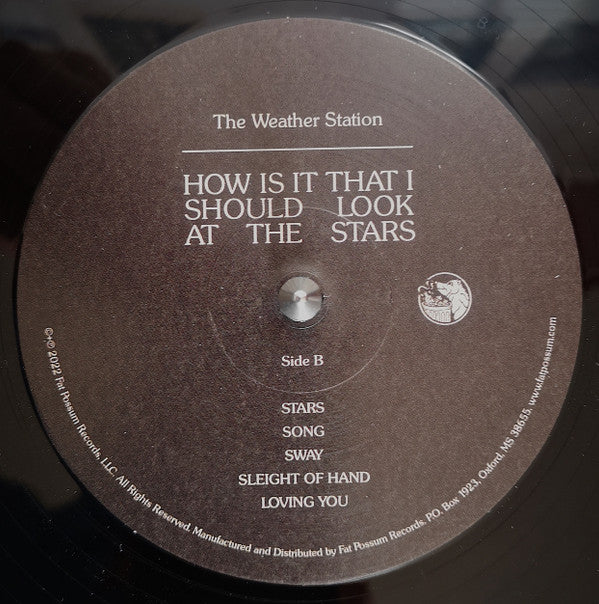 The Weather Station
HOW IS IT THAT I
SHOULD LOOK
AT THE STARS
Side B
STARS
SONG
SWAY
SLEIGHT OF HAND
LOVING YOU
©+℗ 2022 Fat Possum Records, LLC. All Rights Reserved. Manufactured and Distributed by Fat Possum Records. P.O. Box 1923, Oxford, MS 38655. www.fatpossum.com